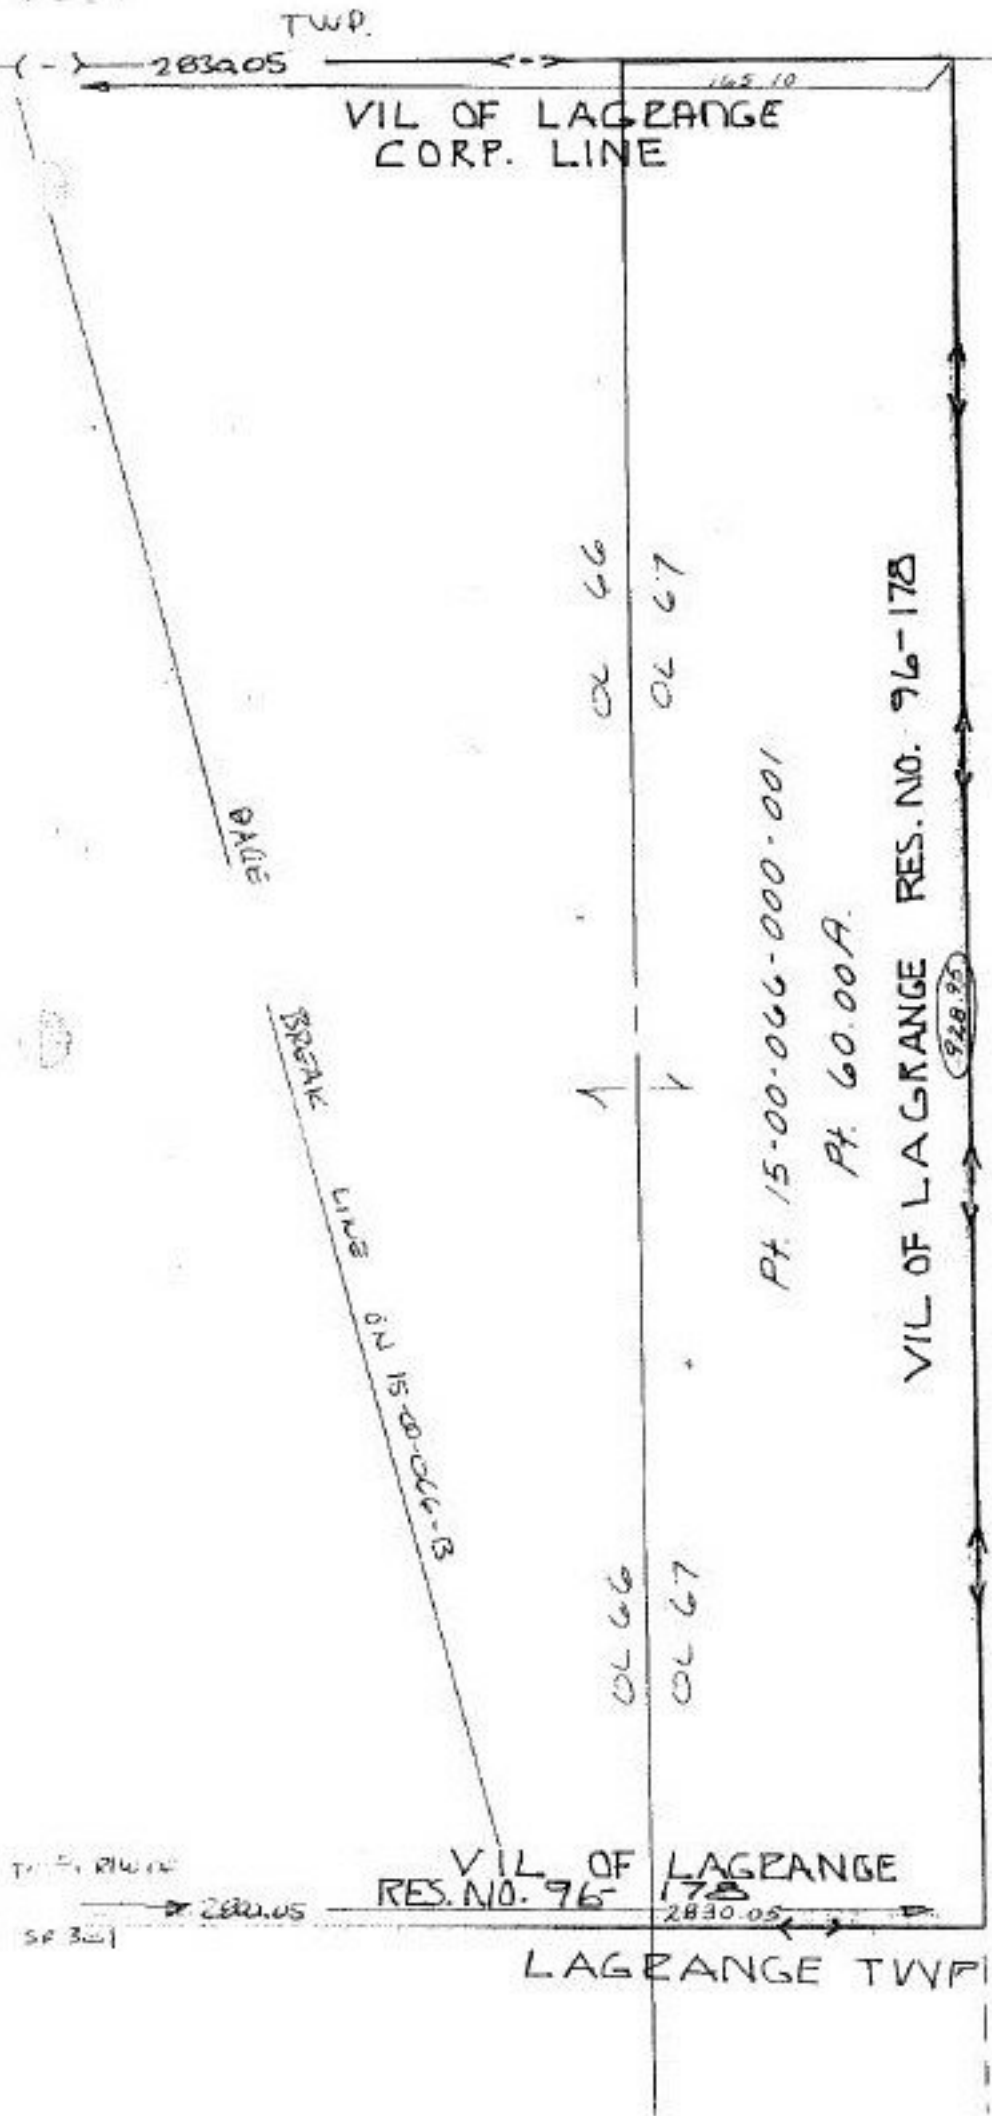 TWP.
2830.05
165.10
VIL OF LAGRANGE
CORP. LINE
OL 66
OL 67
PAGE
BREAK
LINE
ON 15-00-066-B
Pt. 15-00-066-000-001
Pt. 60.00A.
VIL OF LAGRANGE RES. NO. 96-178
928.95
OL 66
OL 67
R/W
VIL OF LAGRANGE
RES. NO. 96-178
2830.05
2830.05
LAGRANGE TWP